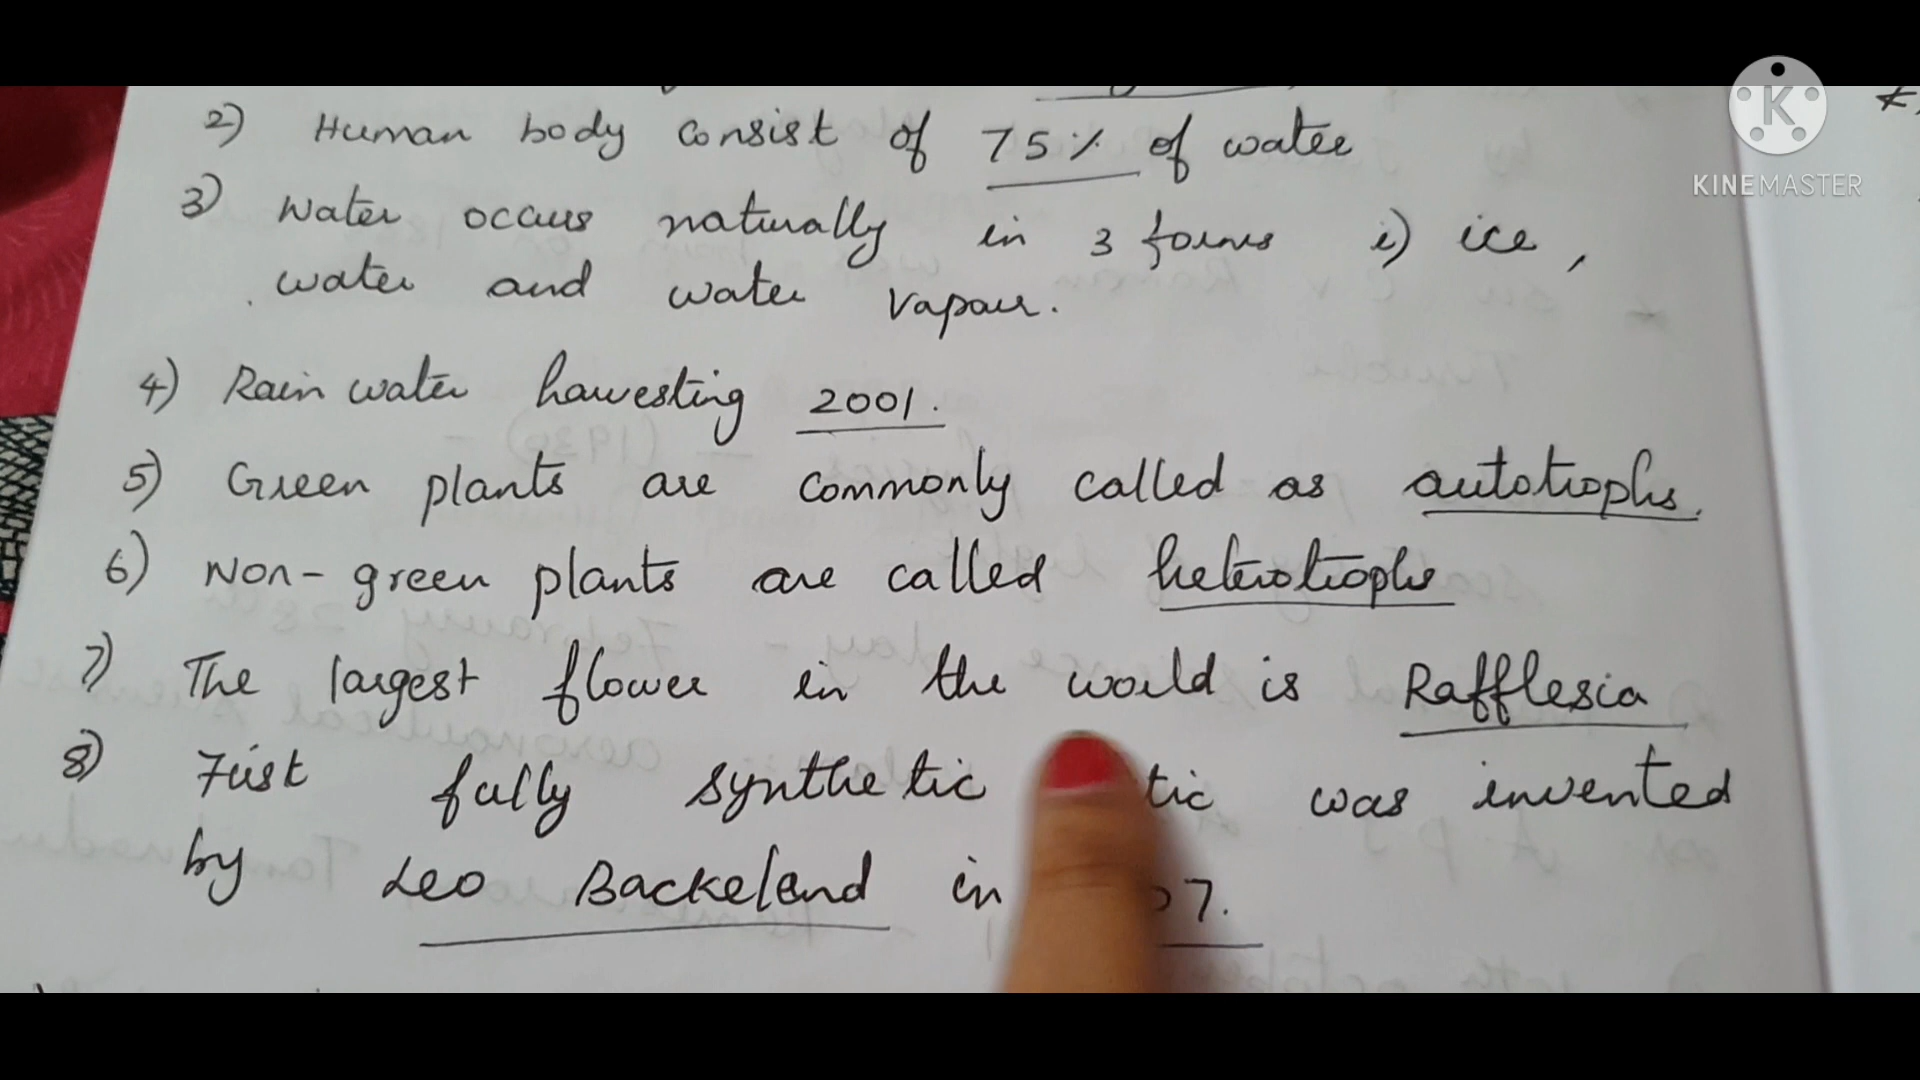 2) Human body consist of 75% of water
3) Water occurs naturally in 3 forms i) ice,
water and water vapour.
4) Rain water harvesting 2001.
5) Green plants are commonly called as autotrophs.
6) Non-green plants are called heterotrophs
7) The largest flower in the world is Rafflesia
8) First fully synthetic tic was invented
by Leo Backeland in 07.
KINEMASTER